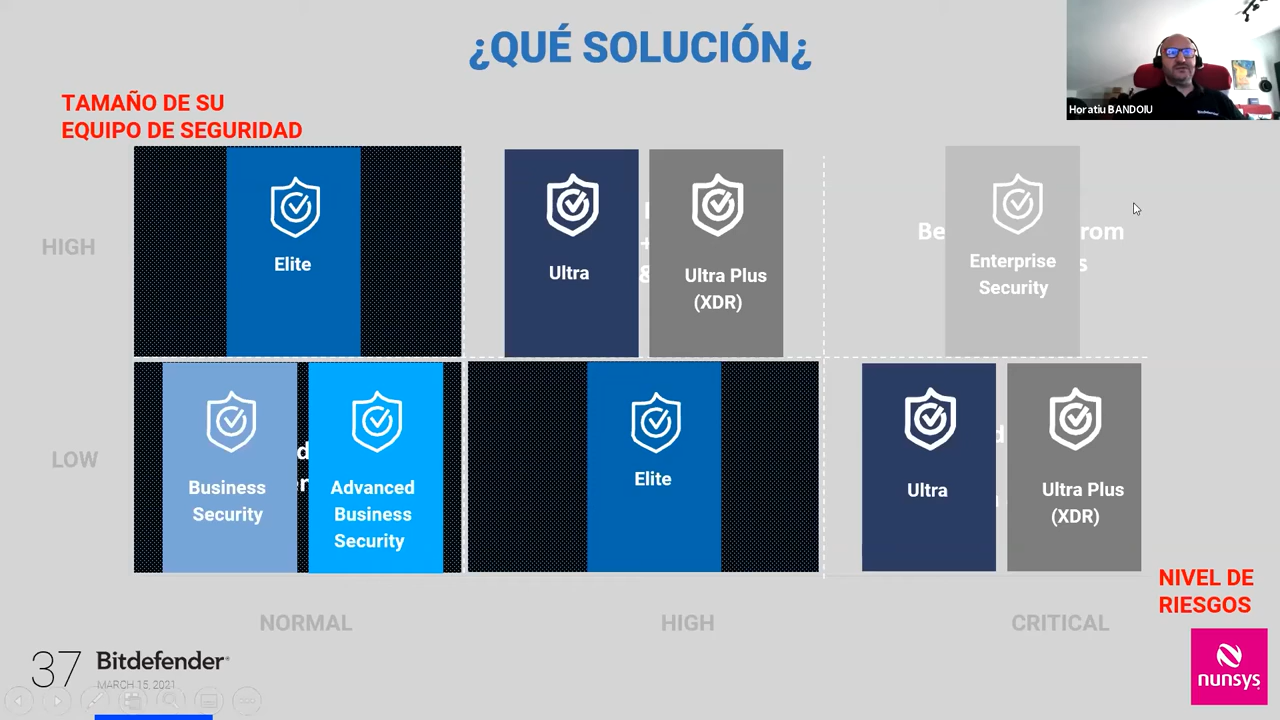 ¿QUÉ SOLUCIÓN¿
Horatiu BANDOIU
TAMAÑO DE SU
EQUIPO DE SEGURIDAD
HIGH
Elite
Ultra
Ultra Plus
(XDR)
Enterprise
Security
LOW
Business
Security
Advanced
Business
Security
Elite
Ultra
Ultra Plus
(XDR)
NIVEL DE
RIESGOS
NORMAL
HIGH
CRITICAL
37
Bitdefender
MARCH 15, 2021
nunsys